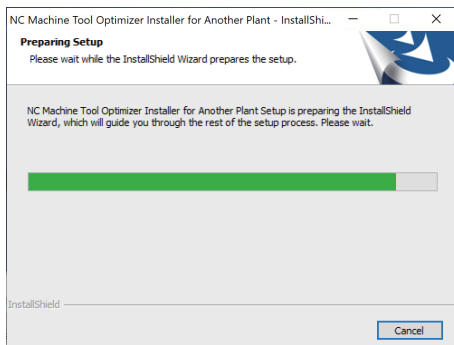 NC Machine Tool Optimizer Installer for Another Plant - InstallShi...
Preparing Setup
Please wait while the InstallShield Wizard prepares the setup.
NC Machine Tool Optimizer Installer for Another Plant Setup is preparing the InstallShield
Wizard, which will guide you through the rest of the setup process. Please wait.
InstallShield
Cancel